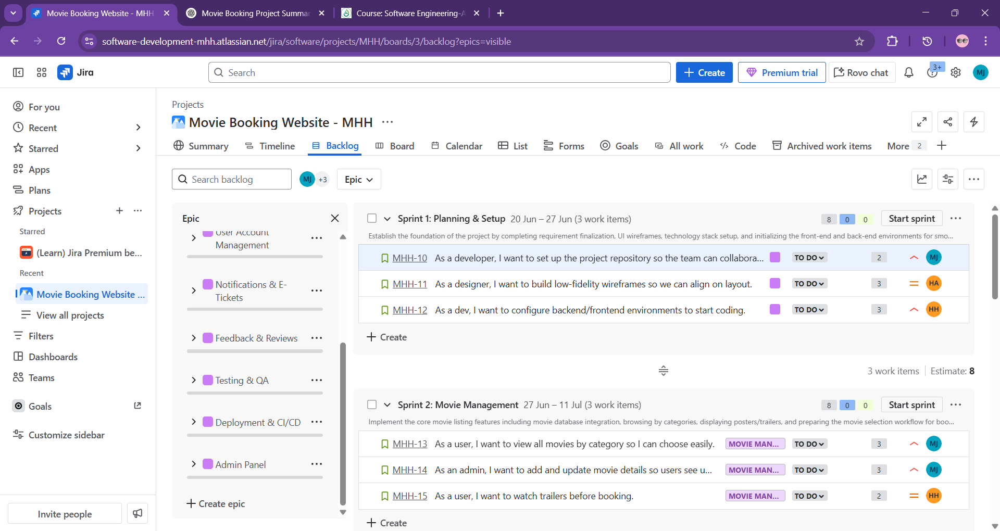 Movie Booking Website - MHH
Movie Booking Project Summar
Course: Software Engineering-A
software-development-mhh.atlassian.net/jira/software/projects/MHH/boards/3/backlog?epics=visible
Jira
Search
Create
Premium trial
Rovo chat
3+
MJ
For you
Recent
Starred
Apps
Plans
Projects
Starred
(Learn) Jira Premium be...
Recent
Movie Booking Website ...
View all projects
Filters
Dashboards
Teams
Goals
Customize sidebar
Invite people
Projects
Movie Booking Website - MHH
Summary
Timeline
Backlog
Board
Calendar
List
Forms
Goals
All work
Code
Archived work items
More 2
Search backlog
MJ +3
Epic
Epic
User Account
Management
Notifications & E-
Tickets
Feedback & Reviews
Testing & QA
Deployment & CI/CD
Admin Panel
Create epic
Sprint 1: Planning & Setup 20 Jun – 27 Jun (3 work items) 8 0 0 Start sprint
Establish the foundation of the project by completing requirement finalization, UI wireframes, technology stack setup, and initializing the front-end and back-end environments for smo...
MHH-10 As a developer, I want to set up the project repository so the team can collabora... TO DO 2 MJ
MHH-11 As a designer, I want to build low-fidelity wireframes so we can align on layout. TO DO 3 HA
MHH-12 As a dev, I want to configure backend/frontend environments to start coding. TO DO 3 HH
Create
3 work items Estimate: 8
Sprint 2: Movie Management 27 Jun – 11 Jul (3 work items) 8 0 0 Start sprint
Implement the core movie listing features including movie database integration, browsing by categories, displaying posters/trailers, and preparing the movie selection workflow for boo...
MHH-13 As a user, I want to view all movies by category so I can choose easily. MOVIE MAN... TO DO 3 MJ
MHH-14 As an admin, I want to add and update movie details so users see u... MOVIE MAN... TO DO 3 MJ
MHH-15 As a user, I want to watch trailers before booking. MOVIE MAN... TO DO 2 HH
Create